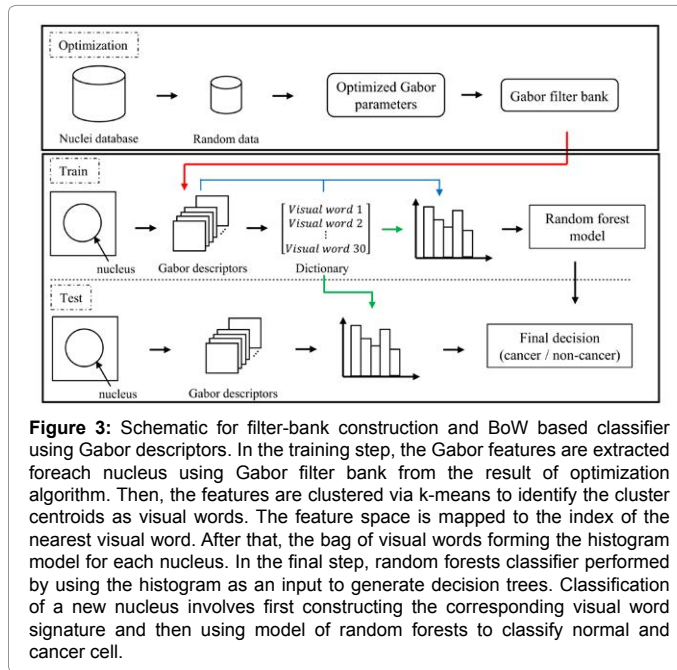 Optimization
Nuclei database
Random data
Optimized Gabor
parameters
Gabor filter bank
Train
nucleus
Gabor descriptors
Visual word 1
Visual word 2
⋮
Visual word 30
Dictionary
Random forest
model
Test
nucleus
Gabor descriptors
Final decision
(cancer / non-cancer)
Figure 3: Schematic for filter-bank construction and BoW based classifier
using Gabor descriptors. In the training step, the Gabor features are extracted
foreach nucleus using Gabor filter bank from the result of optimization
algorithm. Then, the features are clustered via k-means to identify the cluster
centroids as visual words. The feature space is mapped to the index of the
nearest visual word. After that, the bag of visual words forming the histogram
model for each nucleus. In the final step, random forests classifier performed
by using the histogram as an input to generate decision trees. Classification
of a new nucleus involves first constructing the corresponding visual word
signature and then using model of random forests to classify normal and
cancer cell.